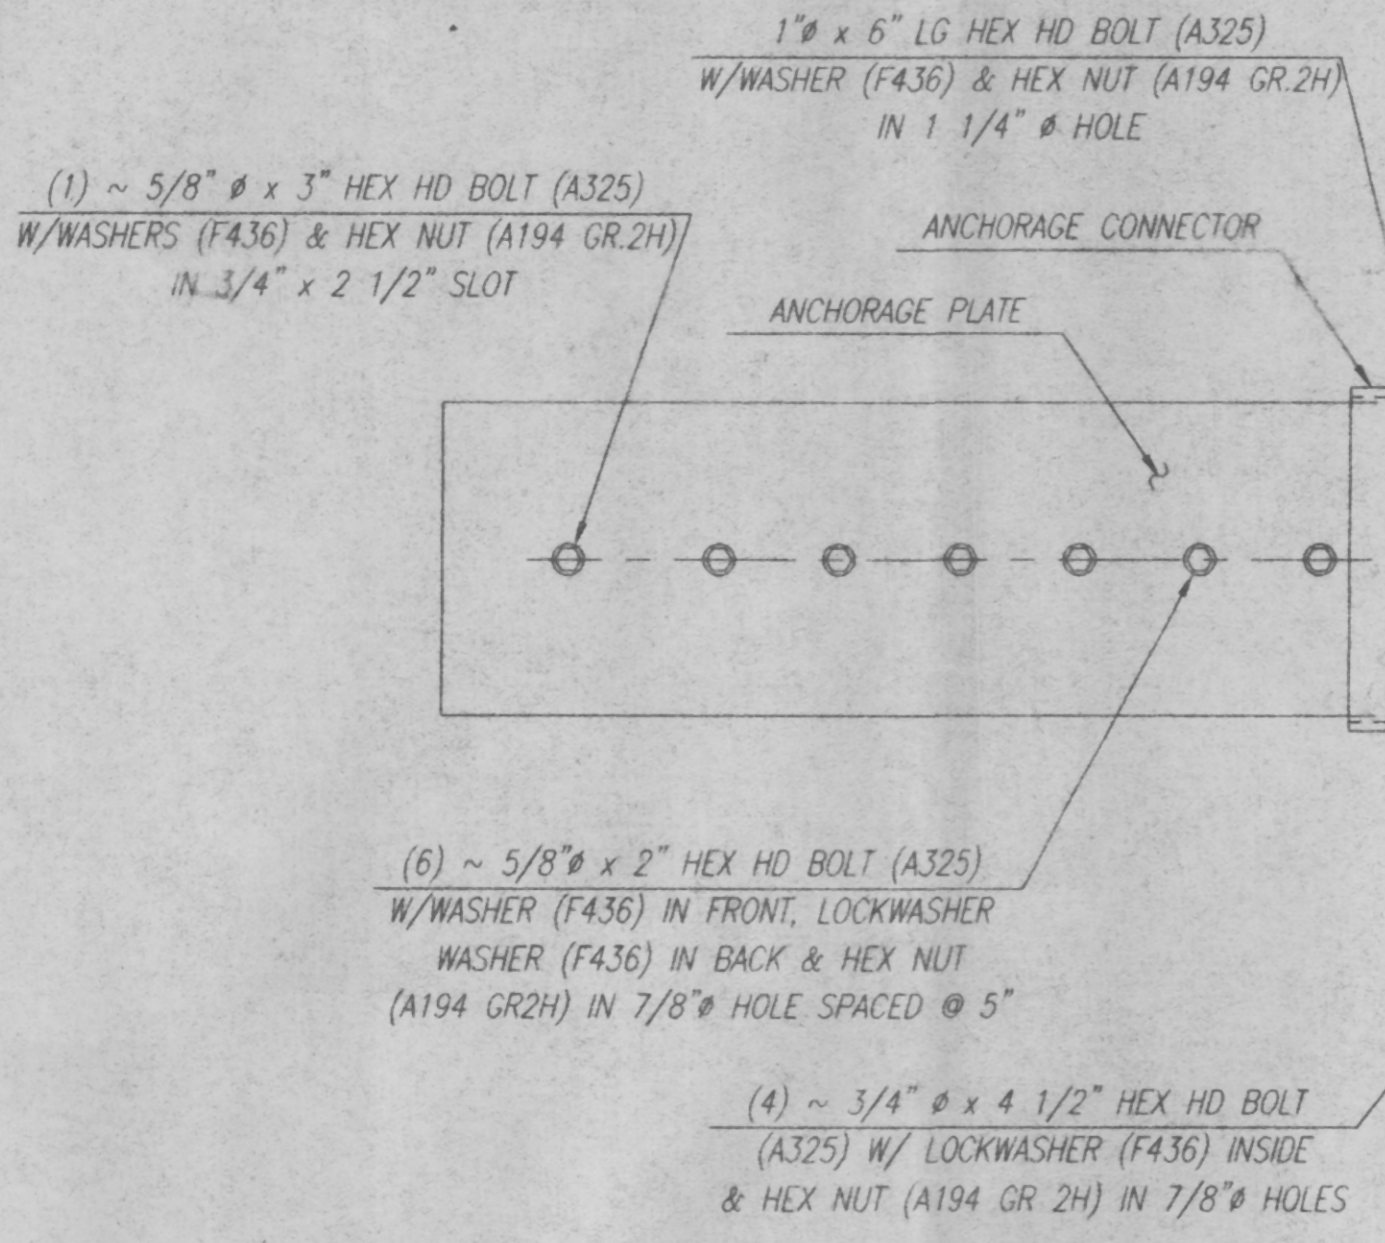 1"ø x 6" LG HEX HD BOLT (A325)
W/WASHER (F436) & HEX NUT (A194 GR.2H)
IN 1 1/4" ø HOLE
(1) ~ 5/8" ø x 3" HEX HD BOLT (A325)
W/WASHERS (F436) & HEX NUT (A194 GR.2H)
IN 3/4" x 2 1/2" SLOT
ANCHORAGE CONNECTOR
ANCHORAGE PLATE
(6) ~ 5/8"ø x 2" HEX HD BOLT (A325)
W/WASHER (F436) IN FRONT, LOCKWASHER
WASHER (F436) IN BACK & HEX NUT
(A194 GR2H) IN 7/8"ø HOLE SPACED @ 5"
(4) ~ 3/4" ø x 4 1/2" HEX HD BOLT
(A325) W/ LOCKWASHER (F436) INSIDE
& HEX NUT (A194 GR 2H) IN 7/8"ø HOLES